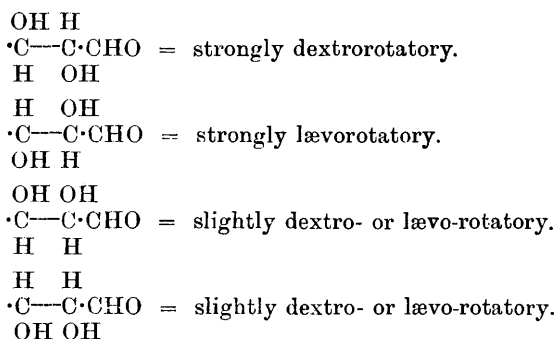 OH H
·C—C·CHO = strongly dextrorotatory.
H OH
H OH
·C—C·CHO = strongly lævorotatory.
OH H
OH OH
·C—C·CHO = slightly dextro- or lævo-rotatory.
H H
H H
·C—C·CHO = slightly dextro- or lævo-rotatory.
OH OH